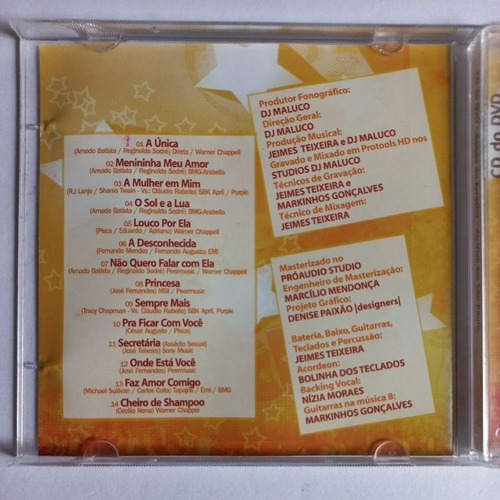 01 A Única
(Amado Batista / Reginaldo Sodré) Direto / Warner Chappell
02 Menininha Meu Amor
(Amado Batista / Reginaldo Sodré) BMG-Arabella
03 A Mulher em Mim
(RJ Lanje / Shania Twain - Vs: Cláudio Rabello) SBK April / Purple
04 O Sol e a Lua
(Amado Batista / Reginaldo Sodré) BMG-Arabella
05 Louco Por Ela
(Pisca / Eduardo / Adriano) Warner Chappell
06 A Desconhecida
(Fernando Mendes / Fernando Augusto) EMI
07 Não Quero Falar com Ela
(Amado Batista / Reginaldo Sodré) Peermusic / Warner Chappell
08 Princesa
(José Fernandes) MBI / Peermusic
09 Sempre Mais
(Tracy Chapman - Vs. Cláudio Rabello) SBK April, Purple
10 Pra Ficar Com Você
(César Augusto / Pisca)
11 Secretária (Assédio Sexual)
(José Teixeira) Sony Music
12 Onde Está Você
(José Fernandes) Peermusic
13 Faz Amor Comigo
(Michael Sullivan / Carlos Colla) Tapajós / Emi / BMG
14 Cheiro de Shampoo
(Cecílio Nena) Warner Chappel
Produtor Fonográfico:
DJ MALUCO
Direção Geral:
DJ MALUCO
Produção Musical:
JEIMES TEIXEIRA e DJ MALUCO
Gravado e Mixado em Protools HD nos
STUDIOS DJ MALUCO
Técnicos de Gravação:
JEIMES TEIXEIRA e
MARKINHOS GONÇALVES
Técnico de Mixagem:
JEIMES TEIXEIRA
Masterizado no
PRÓAUDIO STUDIO
Engenheiro de Masterização:
MARCÍLIO MENDONÇA
Projeto Gráfico:
DENISE PAIXÃO |designers|
Bateria, Baixo, Guitarras,
Teclados e Percussão:
JEIMES TEIXEIRA
Acordeon:
BOLINHA DOS TECLADOS
Backing Vocal:
NÍZIA MORAES
Guitarras na música 8:
MARKINHOS GONÇALVES
CD do DVD